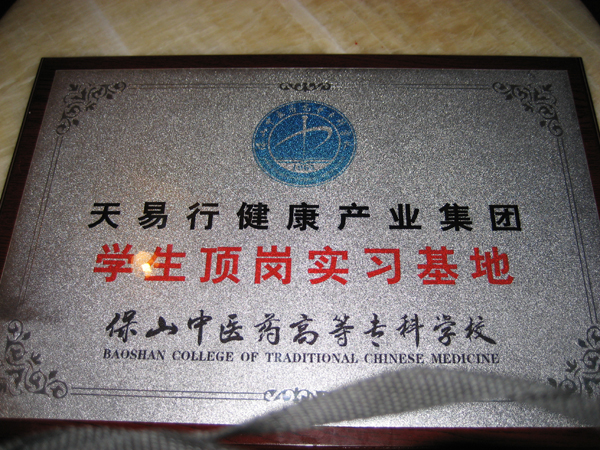 天易行健康产业集团
学生顶岗实习基地
保山中医药高等专科学校
BAOSHAN COLLEGE OF TRADITIONAL CHINESE MEDICINE